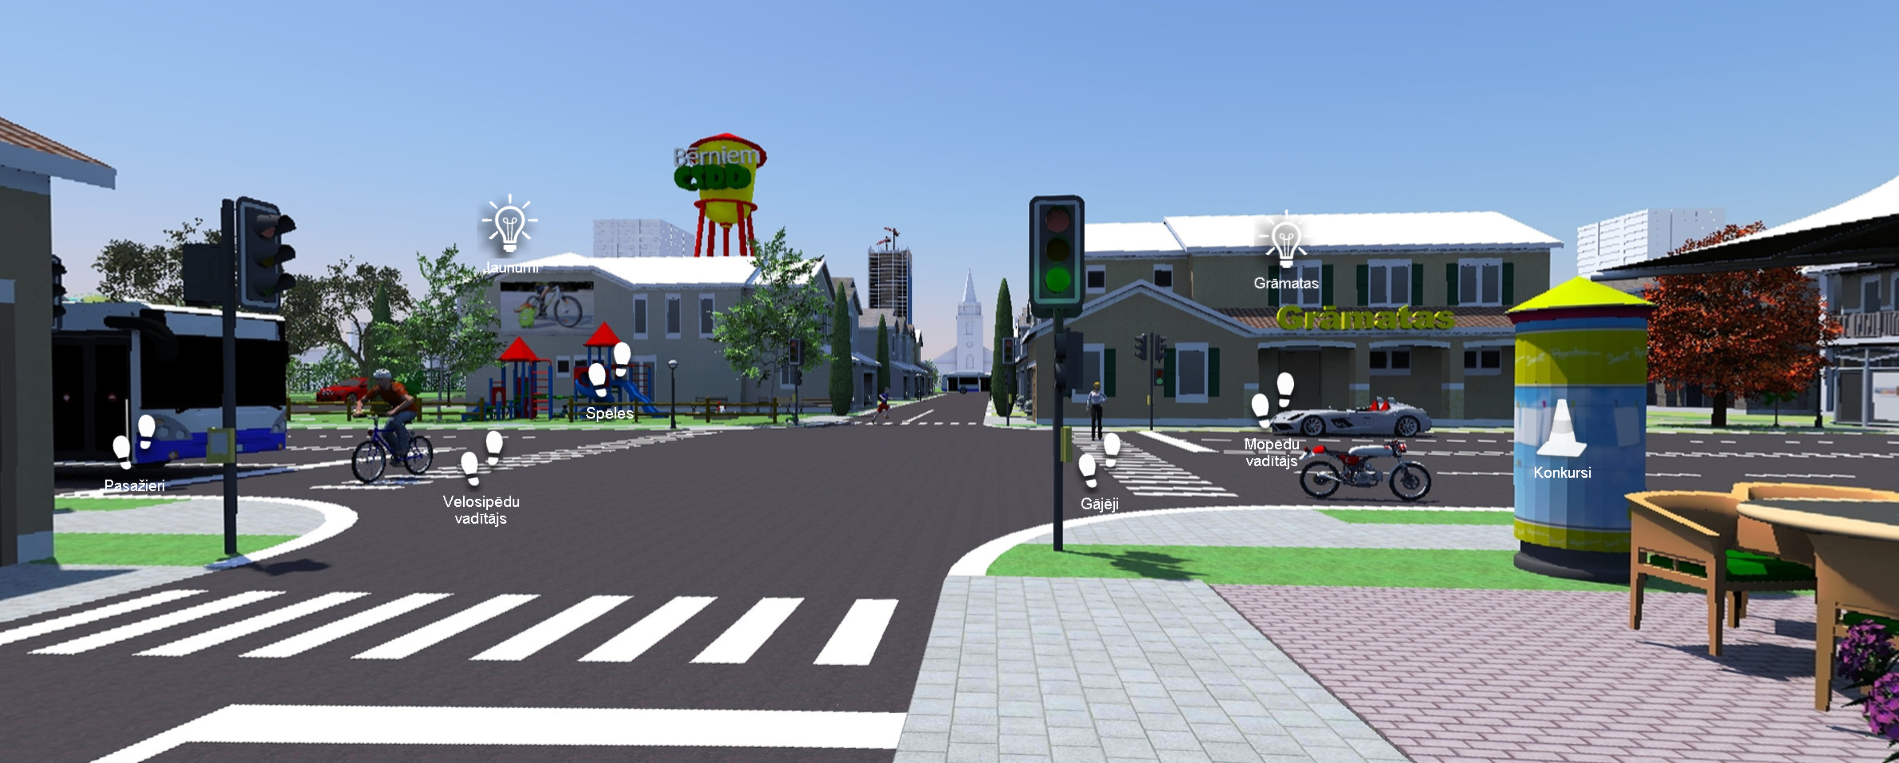 Bērniem
CSDD
Jaunumi
Grāmatas
Grāmatas
Spēles
Pasažieri
Velosipēdu
vadītājs
Mopēdu
vadītājs
Gājēji
Konkursi